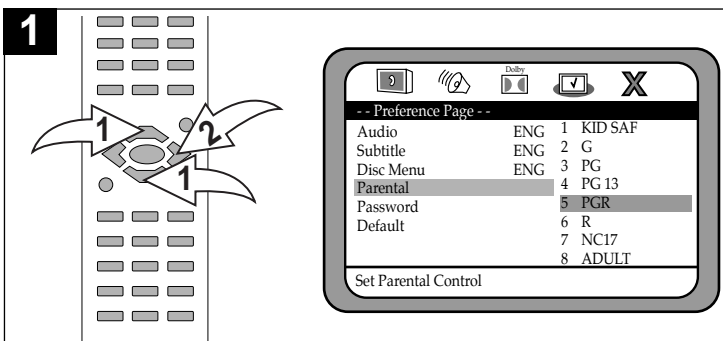 1
1
2
1
Dolby
- - Preference Page - -
Audio ENG
Subtitle ENG
Disc Menu ENG
Parental
Password
Default
1 KID SAF
2 G
3 PG
4 PG 13
5 PGR
6 R
7 NC17
8 ADULT
Set Parental Control